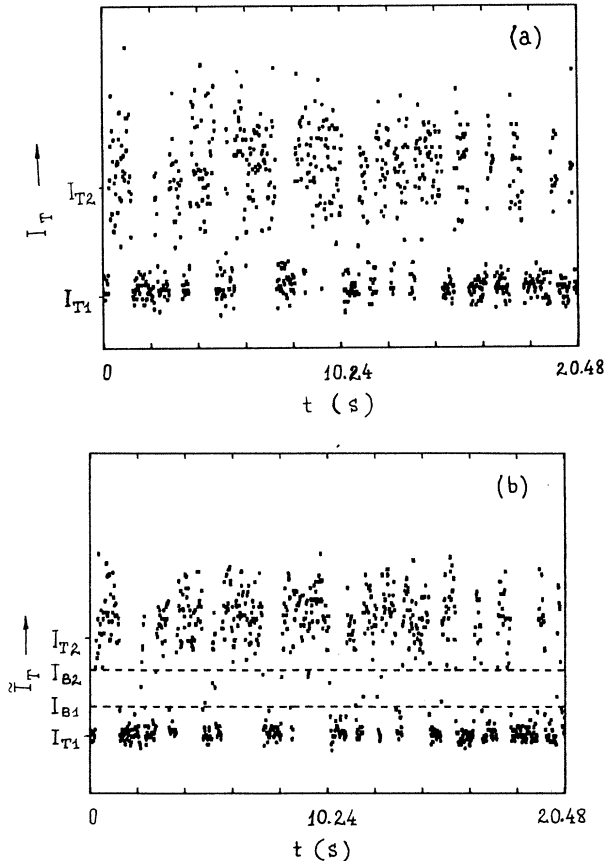 (a)
I_T2
I_T
I_T1
0 10.24 20.48
t (s)
(b)
I_T2
Ĩ_T
I_B2
I_B1
I_T1
0 10.24 20.48
t (s)